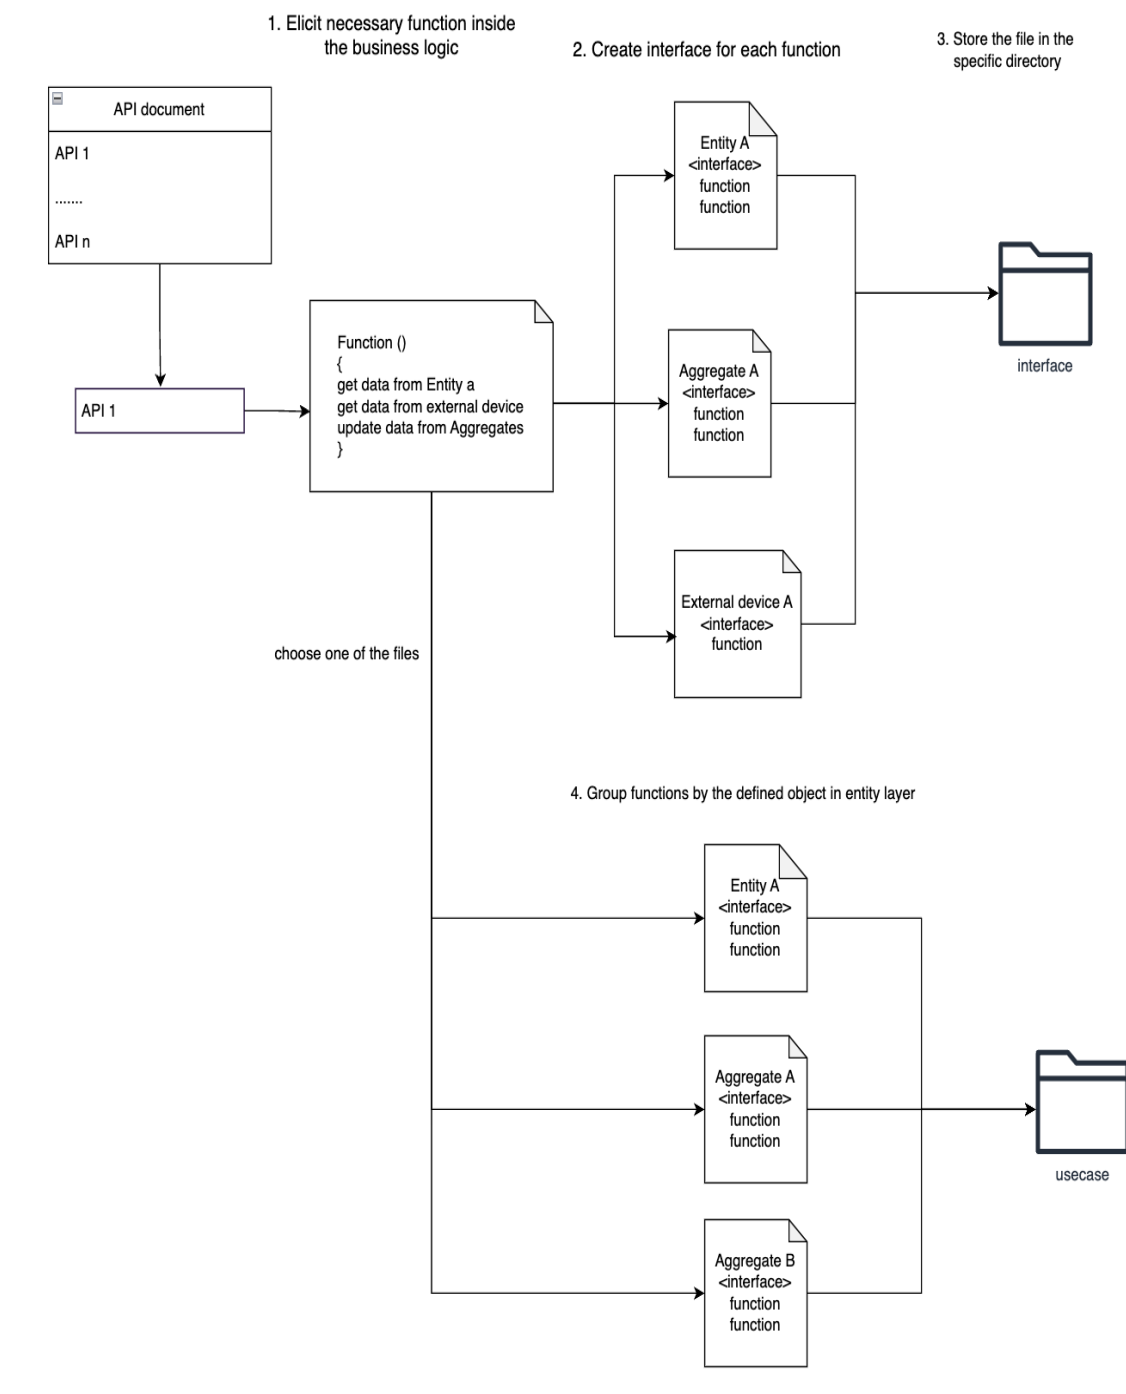 1. Elicit necessary function inside
the business logic
2. Create interface for each function
3. Store the file in the
specific directory
API document
API 1
.......
API n
API 1
Function ()
{
get data from Entity a
get data from external device
update data from Aggregates
}
Entity A
<interface>
function
function
Aggregate A
<interface>
function
function
External device A
<interface>
function
interface
choose one of the files
4. Group functions by the defined object in entity layer
Entity A
<interface>
function
function
Aggregate A
<interface>
function
function
Aggregate B
<interface>
function
function
usecase